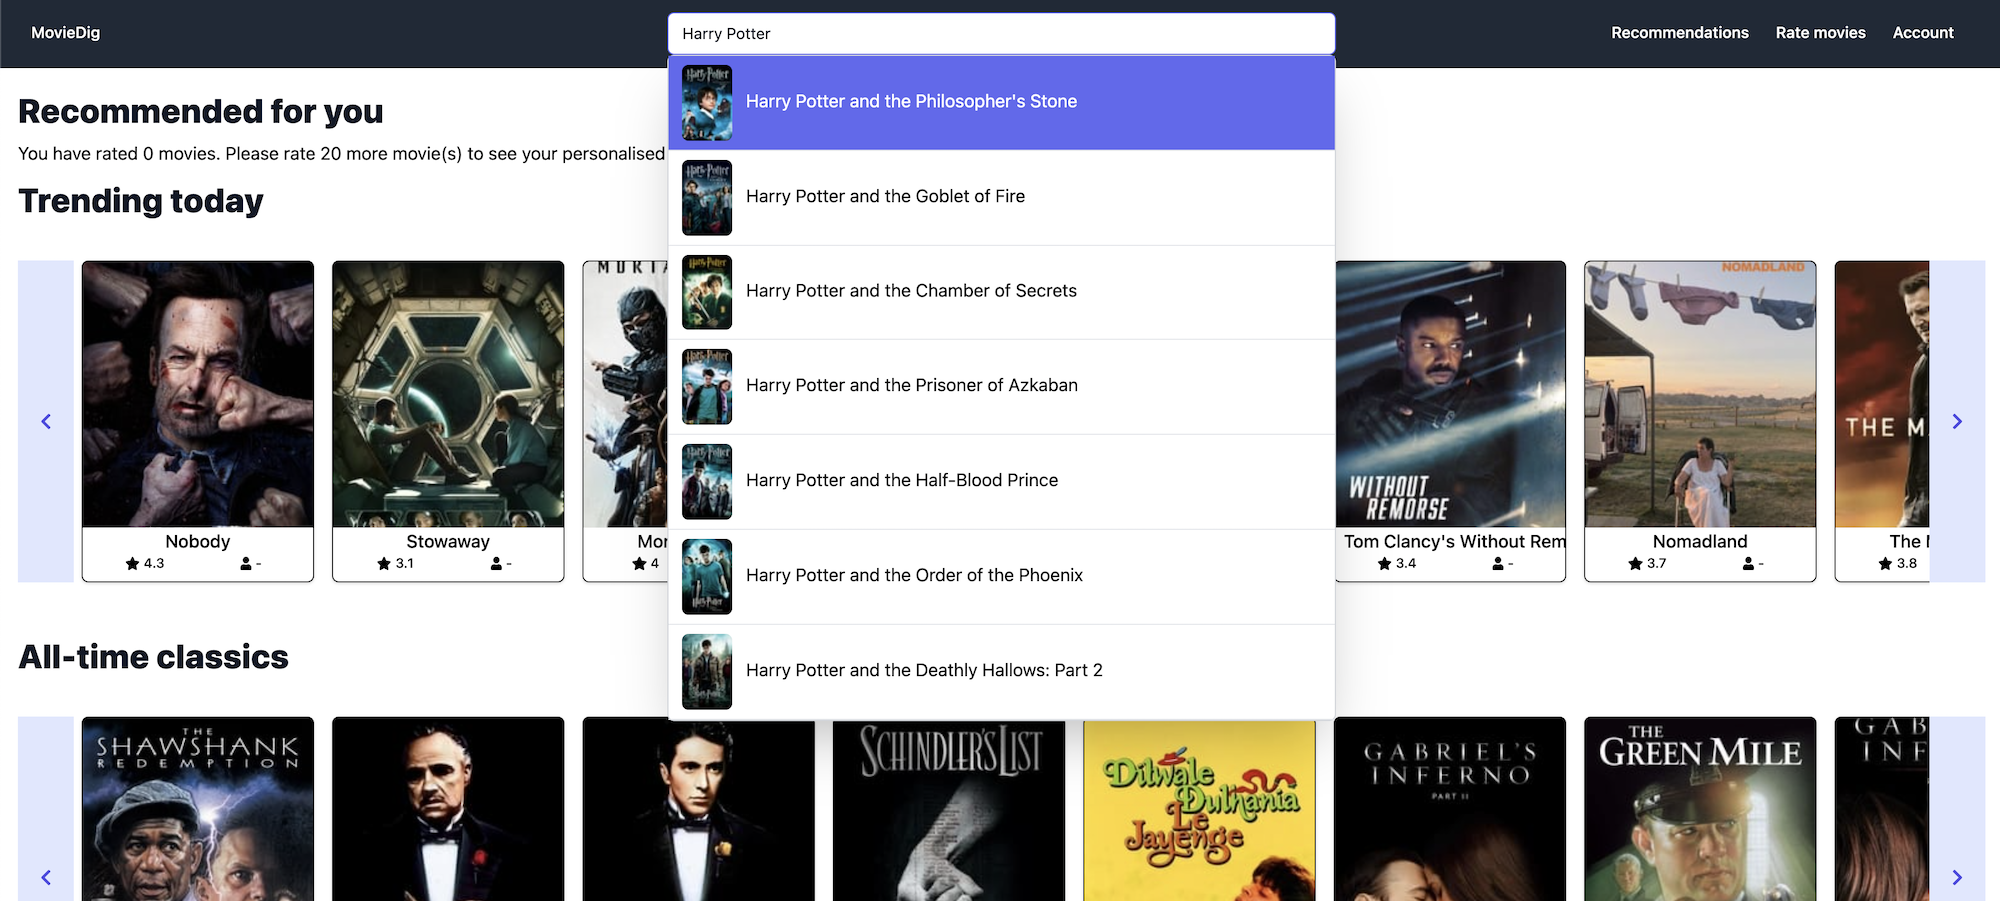 MovieDig
Harry Potter
Recommendations
Rate movies
Account
Harry Potter and the Philosopher's Stone
Harry Potter and the Goblet of Fire
Harry Potter and the Chamber of Secrets
Harry Potter and the Prisoner of Azkaban
Harry Potter and the Half-Blood Prince
Harry Potter and the Order of the Phoenix
Harry Potter and the Deathly Hallows: Part 2
Recommended for you
You have rated 0 movies. Please rate 20 more movie(s) to see your personalised
Trending today
WITHOUT
REMORSE
NOMADLAND
THE M
Nobody
4.3 -
Stowaway
3.1 -
Mor
4
Tom Clancy's Without Rem
3.4 -
Nomadland
3.7 -
The
3.8
All-time classics
THE
SHAWSHANK
REDEMPTION
SCHINDLER'S LIST
Dilwale
Dulhania
Le
Jayenge
GABRIEL'S
INFERNO
PART II
THE
GREEN MILE
GAB
INF